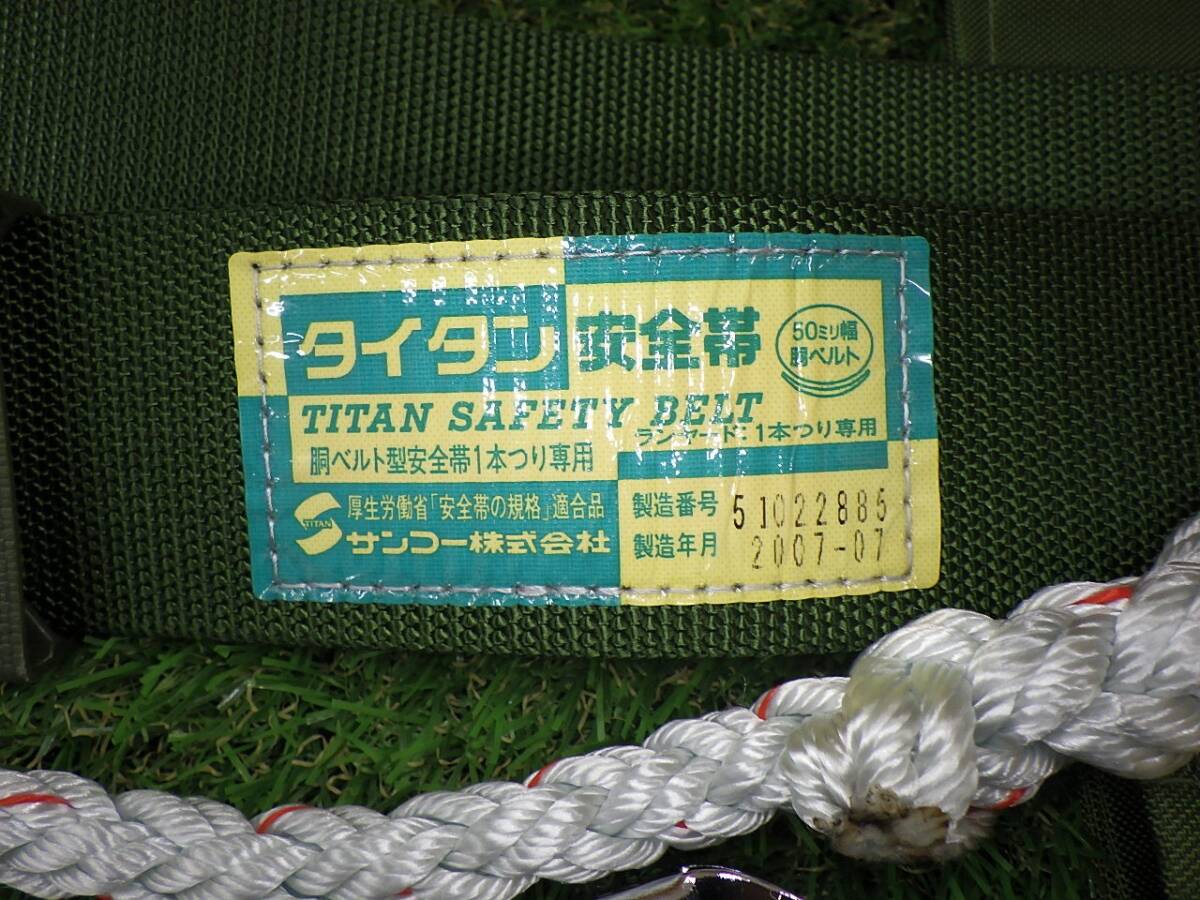 タイタン 安全帯
50ミリ幅
胴ベルト
TITAN SAFETY BELT
ランヤード：1本つり専用
胴ベルト型安全帯1本つり専用
TITAN
厚生労働省「安全帯の規格」適合品
サンコー株式会社
製造番号 51022885
製造年月 2007-07